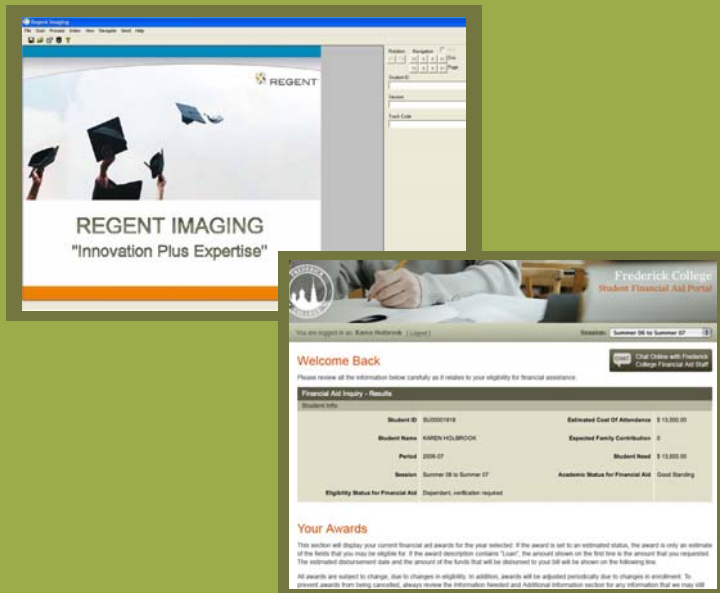 Regent Imaging
File Scan Process Index View Navigate Send Help
Rotation Navigation
Doc
Page
Student ID
Session
Track Code
REGENT
REGENT IMAGING
"Innovation Plus Expertise"
FREDERICK
Frederick College
Student Financial Aid Portal
You are logged in as Karen Holbrook [Logout]
Session: Summer 06 to Summer 07
Welcome Back
CHAT Chat Online with Frederick
College Financial Aid Staff
Please review all the information below carefully as it relates to your eligibility for financial assistance.
Financial Aid Inquiry - Results
Student Info
Student ID SU00001618 Estimated Cost Of Attendance $ 13,500.00
Student Name KAREN HOLBROOK Expected Family Contribution 0
Period 2006-07 Student Need $ 13,500.00
Session Summer 06 to Summer 07 Academic Status for Financial Aid Good Standing
Eligibility Status for Financial Aid Dependent, verification required
Your Awards
This section will display your current financial aid awards for the year selected. If the award is set to an estimated status, the award is only an estimate
of the fields that you may be eligible for. If the award description contains "Loan", the amount shown on the first line is the amount that you requested.
The estimated disbursement date and the amount of the funds that will be disbursed to your bill will be shown on the following line.
All awards are subject to change, due to changes in eligibility. In addition, awards will be adjusted periodically due to changes in enrollment. To
prevent awards from being cancelled, always review the Information Needed and Additional Information section for any information that we may still